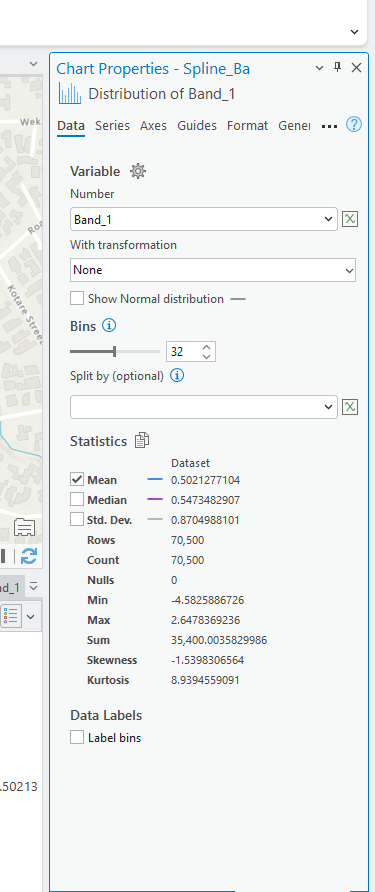 Chart Properties - Spline_Ba
Distribution of Band_1
Data Series Axes Guides Format Gener
Variable
Number
Band_1
With transformation
None
Show Normal distribution
Bins
32
Split by (optional)
Statistics
Dataset
Mean 0.5021277104
Median 0.5473482907
Std. Dev. 0.8704988101
Rows 70,500
Count 70,500
Nulls 0
Min -4.5825886726
Max 2.6478369236
Sum 35,400.0035829986
Skewness -1.5398306564
Kurtosis 8.9394559091
Data Labels
Label bins
Wek
Roa
Kotare Street
nd_1
.50213